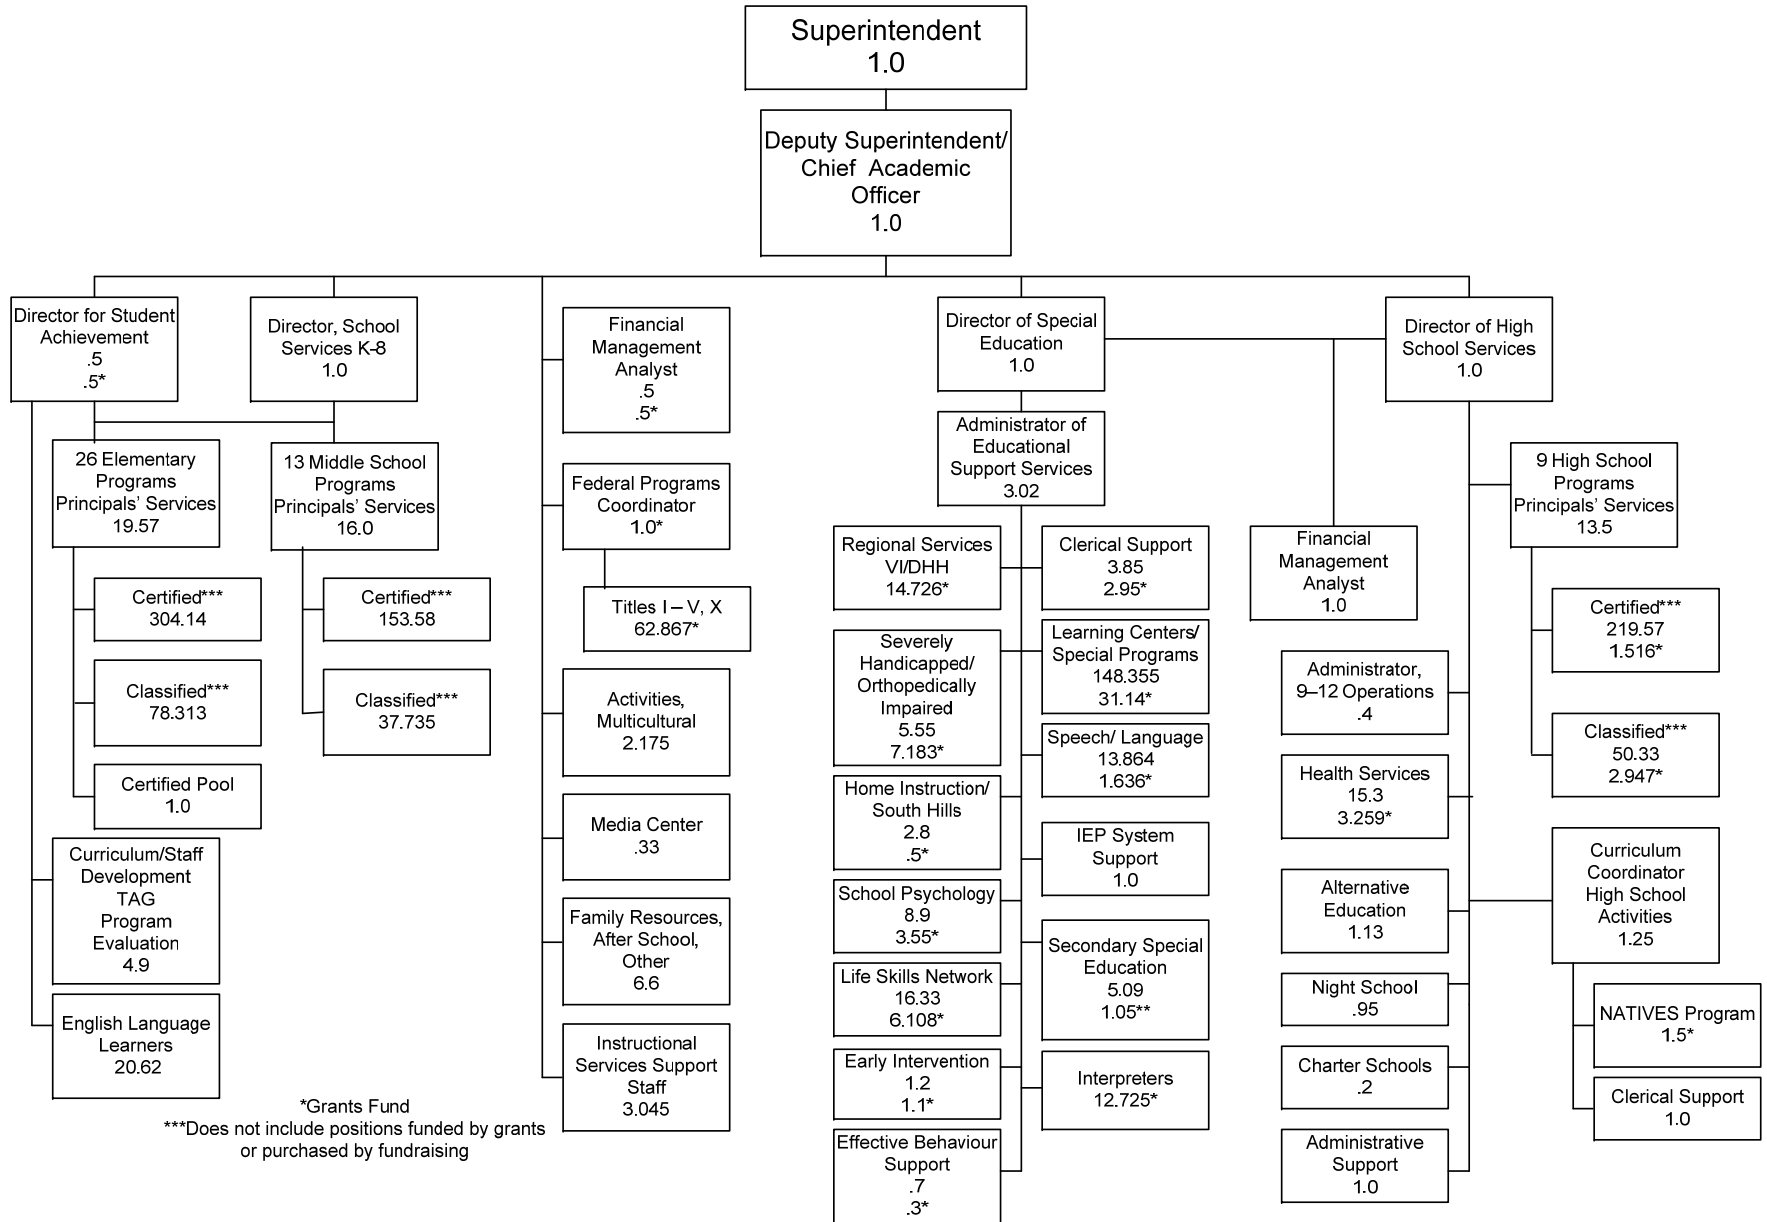 Superintendent
1.0
Deputy Superintendent/
Chief Academic
Officer
1.0
Director for Student
Achievement
.5
.5*
Director, School
Services K-8
1.0
26 Elementary
Programs
Principals' Services
19.57
13 Middle School
Programs
Principals' Services
16.0
Certified***
304.14
Classified***
78.313
Certified Pool
1.0
Certified***
153.58
Classified***
37.735
Curriculum/Staff
Development
TAG
Program
Evaluation
4.9
English Language
Learners
20.62
Financial
Management
Analyst
.5
.5*
Federal Programs
Coordinator
1.0*
Titles I – V, X
62.867*
Activities,
Multicultural
2.175
Media Center
.33
Family Resources,
After School,
Other
6.6
Instructional
Services Support
Staff
3.045
Director of Special
Education
1.0
Administrator of
Educational
Support Services
3.02
Regional Services
VI/DHH
14.726*
Severely
Handicapped/
Orthopedically
Impaired
5.55
7.183*
Home Instruction/
South Hills
2.8
.5*
School Psychology
8.9
3.55*
Life Skills Network
16.33
6.108*
Early Intervention
1.2
1.1*
Effective Behaviour
Support
.7
.3*
Clerical Support
3.85
2.95*
Learning Centers/
Special Programs
148.355
31.14*
Speech/ Language
13.864
1.636*
IEP System
Support
1.0
Secondary Special
Education
5.09
1.05**
Interpreters
12.725*
Financial
Management
Analyst
1.0
Director of High
School Services
1.0
Administrator,
9–12 Operations
.4
Health Services
15.3
3.259*
Alternative
Education
1.13
Night School
.95
Charter Schools
.2
Administrative
Support
1.0
9 High School
Programs
Principals' Services
13.5
Certified***
219.57
1.516*
Classified***
50.33
2.947*
Curriculum
Coordinator
High School
Activities
1.25
NATIVES Program
1.5*
Clerical Support
1.0
*Grants Fund
***Does not include positions funded by grants
or purchased by fundraising